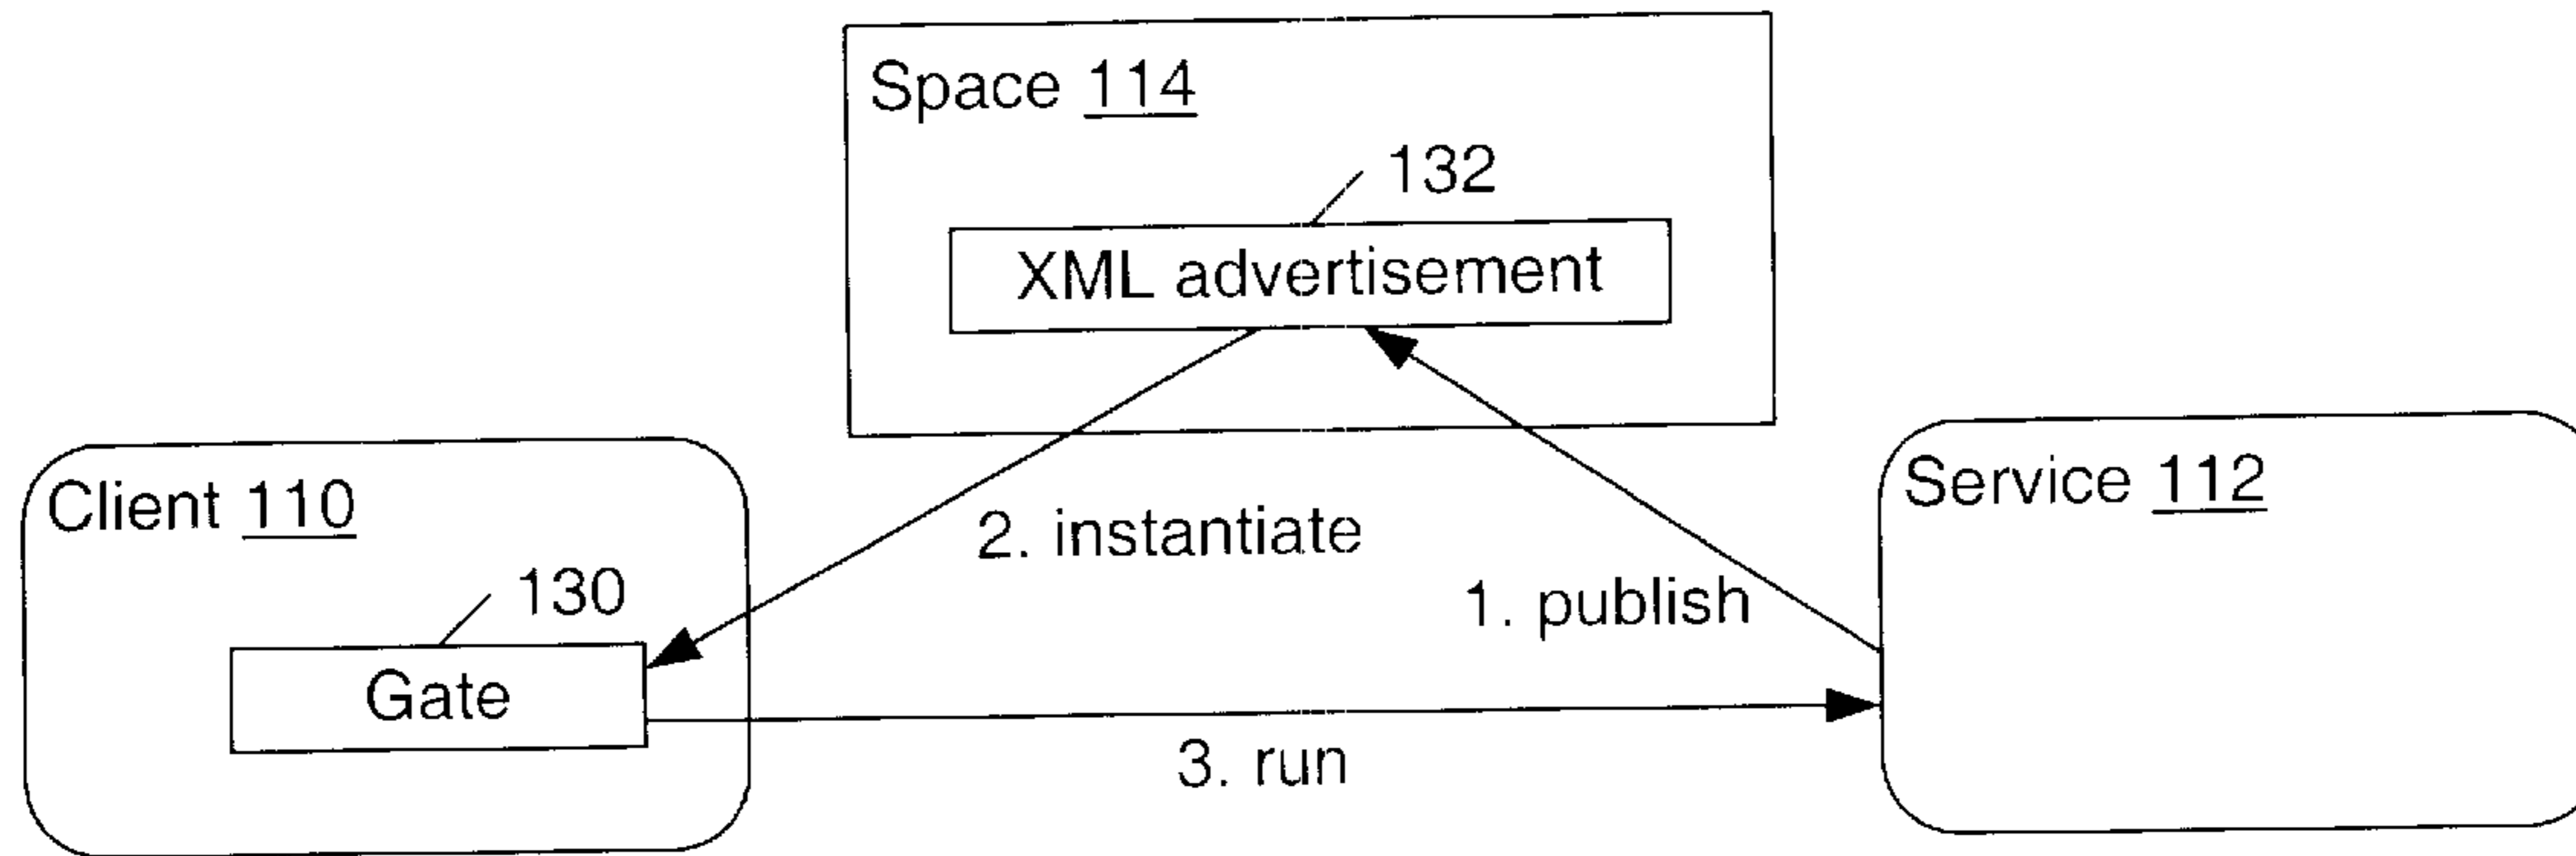 Space 114
132
XML advertisement
Client 110
2. instantiate
Service 112
130
1. publish
Gate
3. run